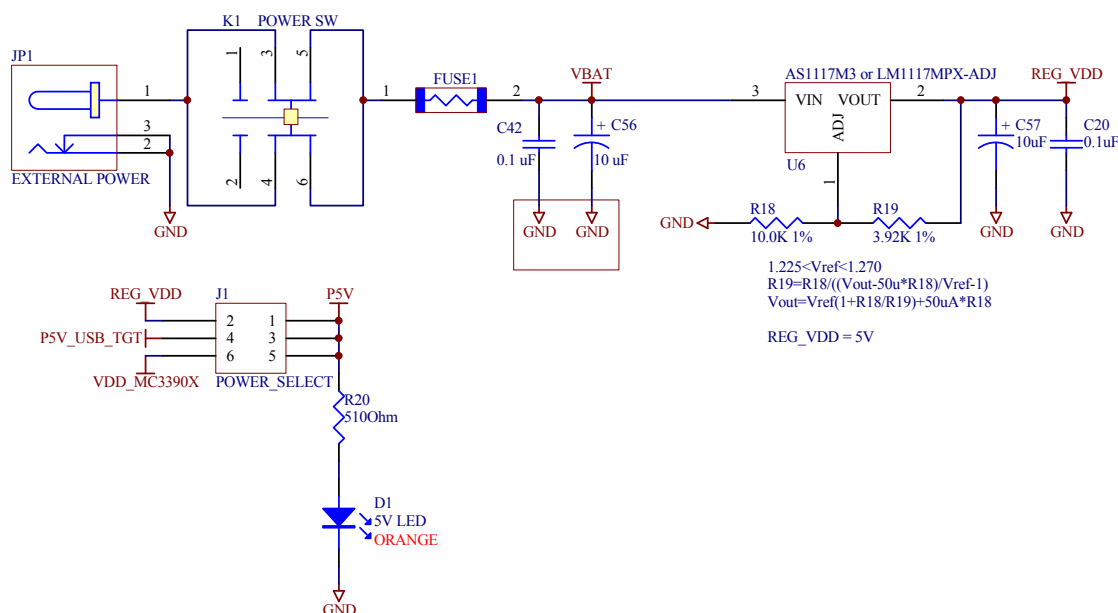 K1 POWER SW
JP1
1
3
2
EXTERNAL POWER
GND
1
3
5
2
4
6
FUSE1
1
2
VBAT
C42
0.1 uF
+ C56
10 uF
GND
GND
AS1117M3 or LM1117MPX-ADJ
3
VIN VOUT
ADJ
2
1
U6
REG_VDD
+ C57
10uF
C20
0.1uF
GND
GND
GND
R18
10.0K 1%
R19
3.92K 1%
1.225<Vref<1.270
R19=R18/((Vout-50u*R18)/Vref-1)
Vout=Vref(1+R18/R19)+50uA*R18
REG_VDD = 5V
REG_VDD
J1
P5V
2 1
P5V_USB_TGT
4 3
6 5
VDD_MC3390X
POWER_SELECT
R20
510Ohm
D1
5V LED
ORANGE
GND